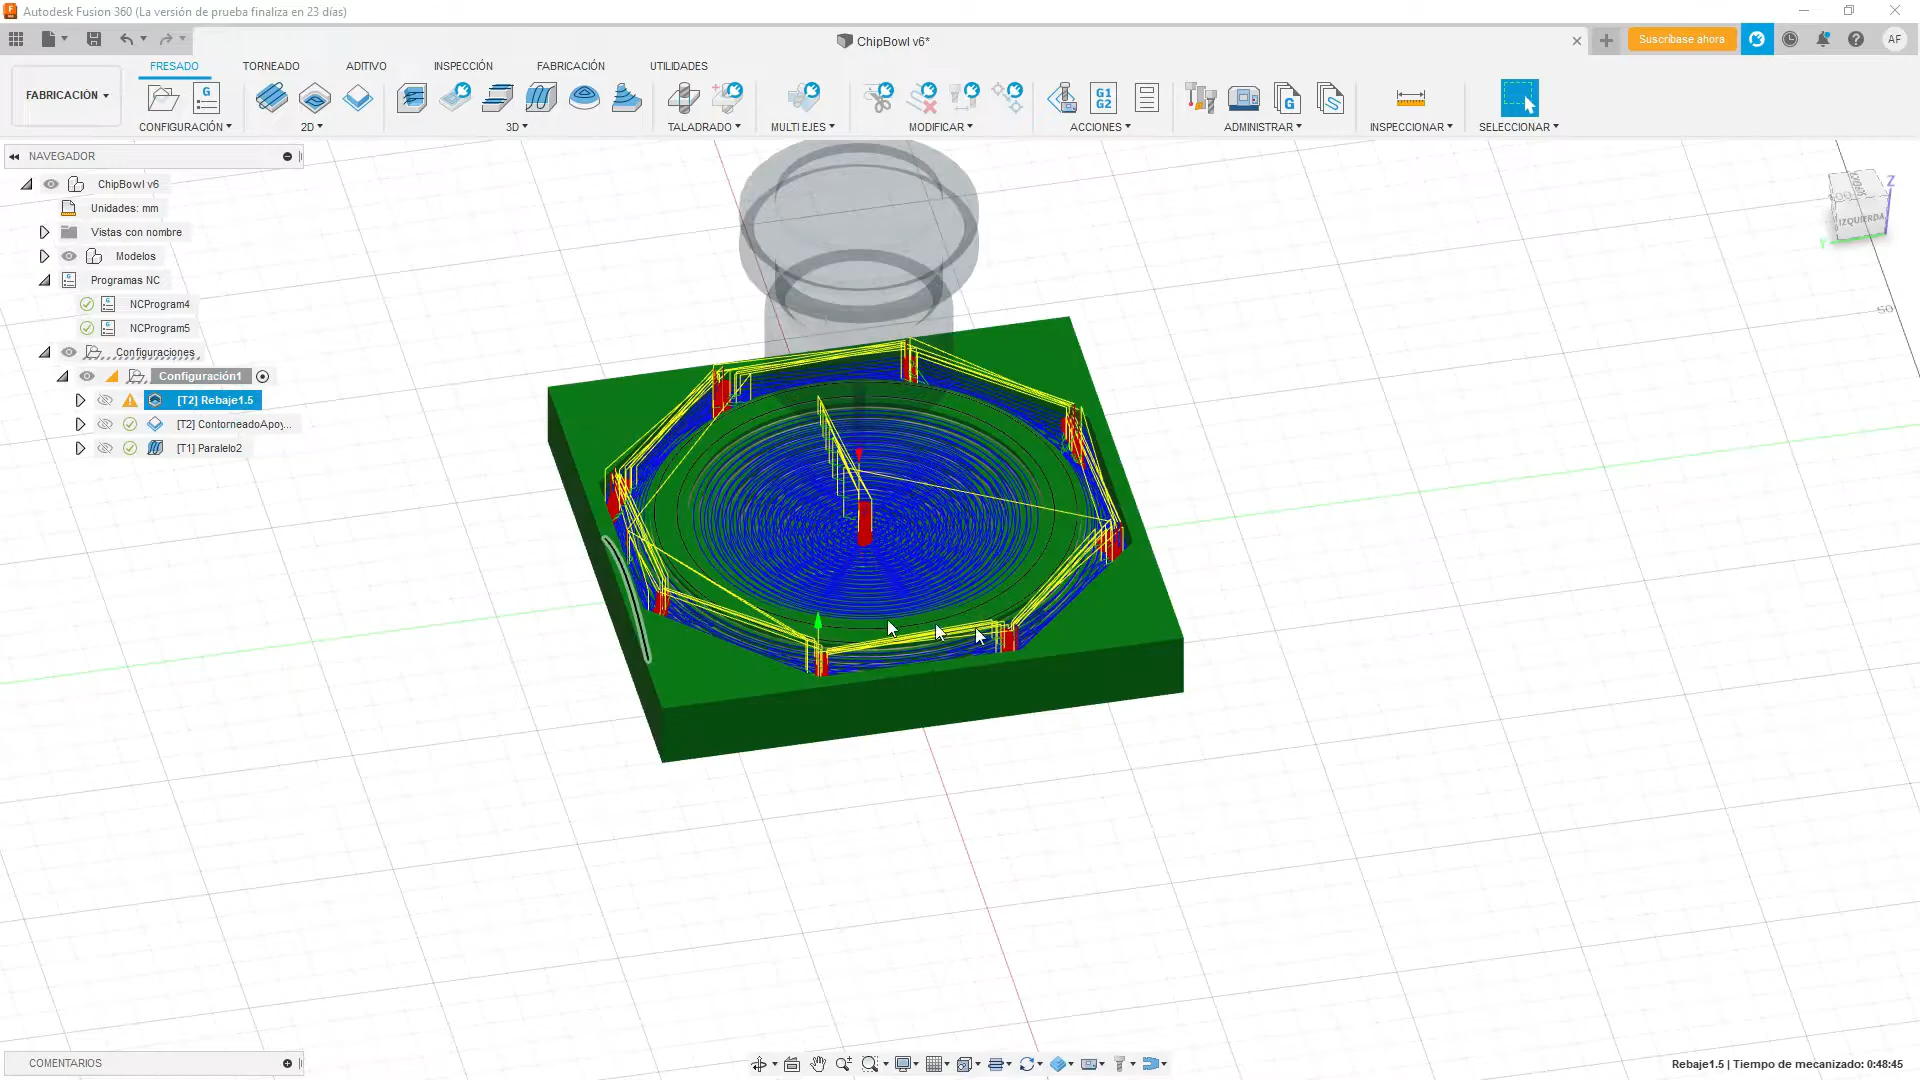 Autodesk Fusion 360 (La versión de prueba finaliza en 23 días)
ChipBowl v6*
Suscríbase ahora
AF
FRESADO
TORNEADO
ADITIVO
INSPECCIÓN
FABRICACIÓN
UTILIDADES
FABRICACIÓN
G
G1
G2
G
S
CONFIGURACIÓN
2D
3D
TALADRADO
MULTI EJES
MODIFICAR
ACCIONES
ADMINISTRAR
INSPECCIONAR
SELECCIONAR
NAVEGADOR
ChipBowl v6
Unidades: mm
Vistas con nombre
Modelos
Programas NC
NCProgram4
NCProgram5
Configuraciones
Configuración1
[T2] Rebaje1.5
[T2] ContorneadoApoy...
[T1] Paralelo2
Z
IZQUIERDA
Y
50
COMENTARIOS
Rebaje1.5 | Tiempo de mecanizado: 0:48:45